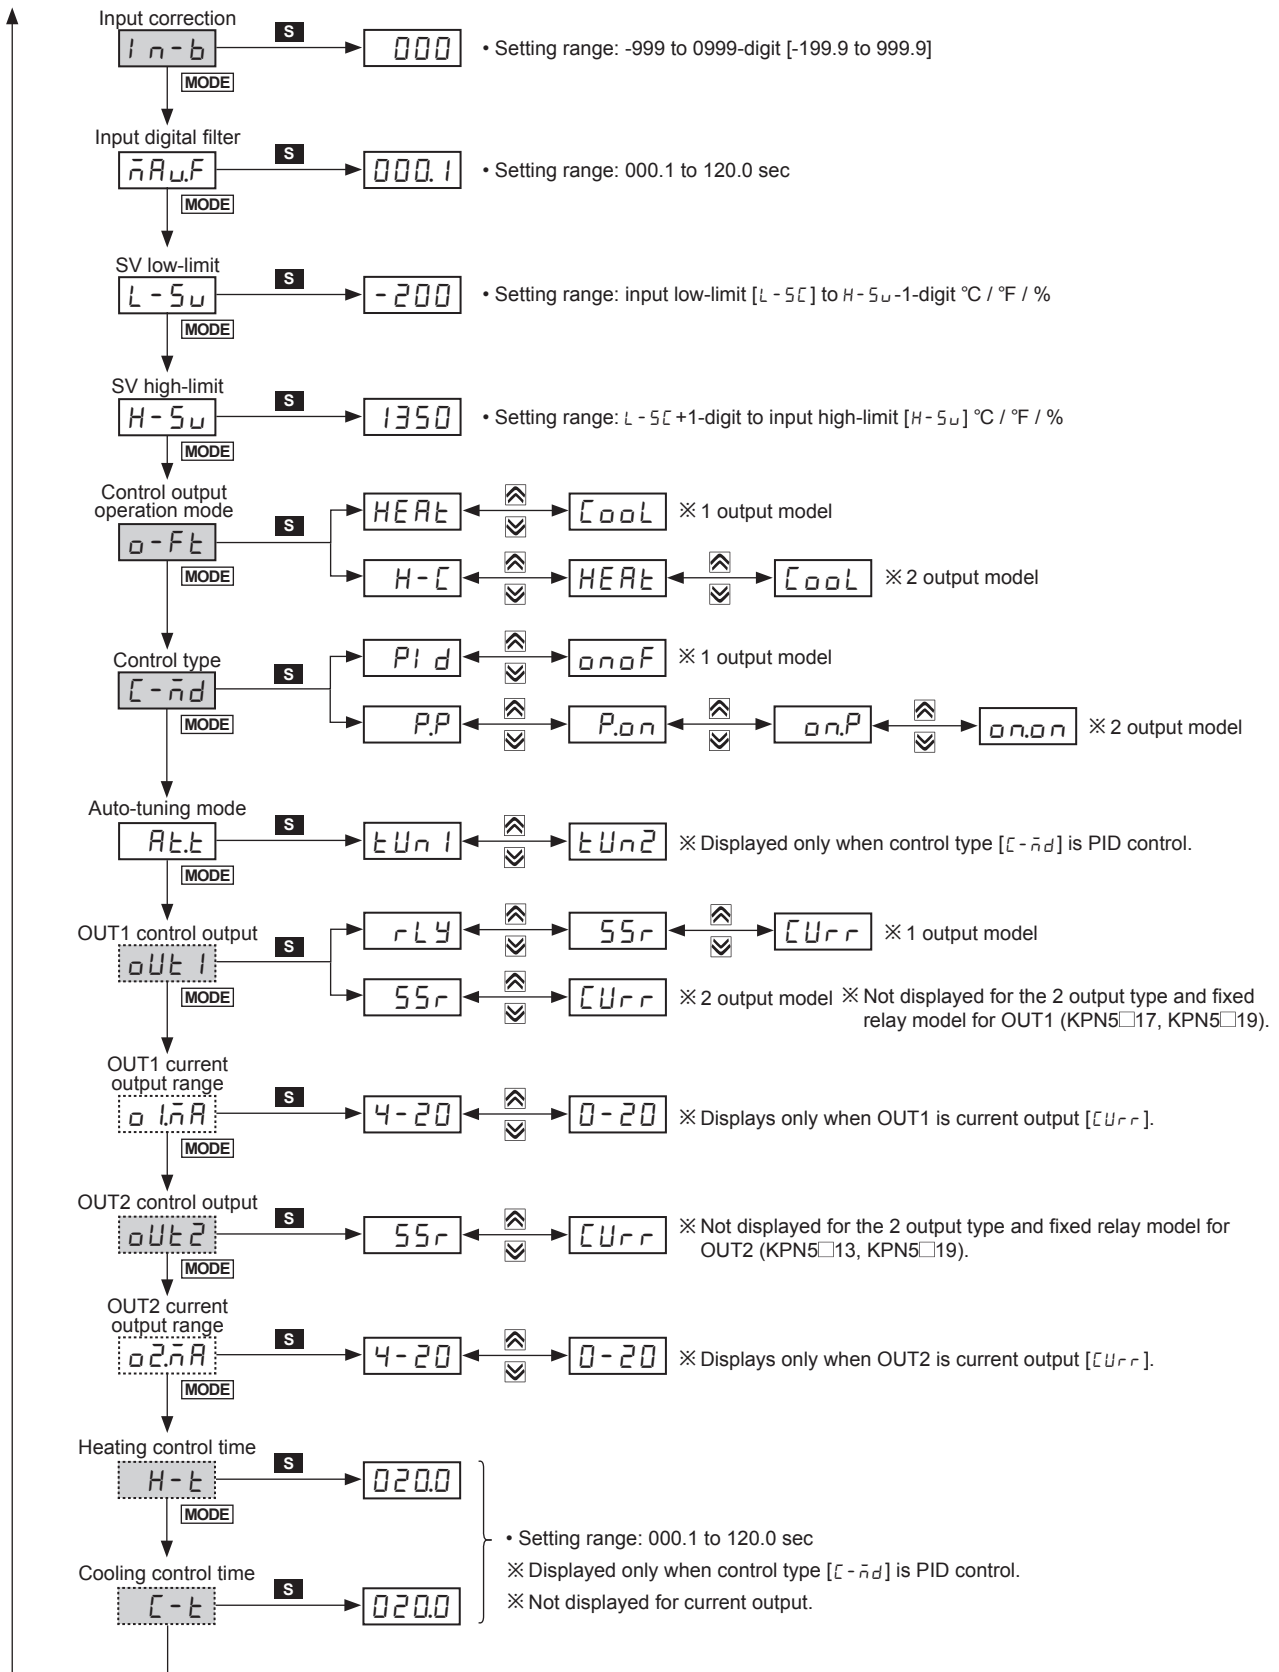 Input correction
In-b S 000 • Setting range: -999 to 0999-digit [-199.9 to 999.9]
MODE
Input digital filter
mAu.F S 000.1 • Setting range: 000.1 to 120.0 sec
MODE
SV low-limit
L-Su S -200 • Setting range: input low-limit [L-SC] to H-Su-1-digit °C / °F / %
MODE
SV high-limit
H-Su S 1350 • Setting range: L-SC+1-digit to input high-limit [H-Su] °C / °F / %
MODE
Control output
operation mode
o-Ft S HEAt CooL ※ 1 output model
H-C HEAt CooL ※ 2 output model
MODE
Control type
C-md S PId onoF ※ 1 output model
P.P P.on on.P on.on ※ 2 output model
MODE
Auto-tuning mode
At.t S tUn1 tUn2 ※ Displayed only when control type [C-md] is PID control.
MODE
OUT1 control output
oUt1 S rLY SSr CUrr ※ 1 output model
SSr CUrr ※ 2 output model ※ Not displayed for the 2 output type and fixed
relay model for OUT1 (KPN5□17, KPN5□19).
MODE
OUT1 current
output range
o1.mA S 4-20 0-20 ※ Displays only when OUT1 is current output [CUrr].
MODE
OUT2 control output
oUt2 S SSr CUrr ※ Not displayed for the 2 output type and fixed relay model for
OUT2 (KPN5□13, KPN5□19).
MODE
OUT2 current
output range
o2.mA S 4-20 0-20 ※ Displays only when OUT2 is current output [CUrr].
MODE
Heating control time
H-t S 020.0
MODE
• Setting range: 000.1 to 120.0 sec
※ Displayed only when control type [C-md] is PID control.
※ Not displayed for current output.
Cooling control time
C-t S 020.0